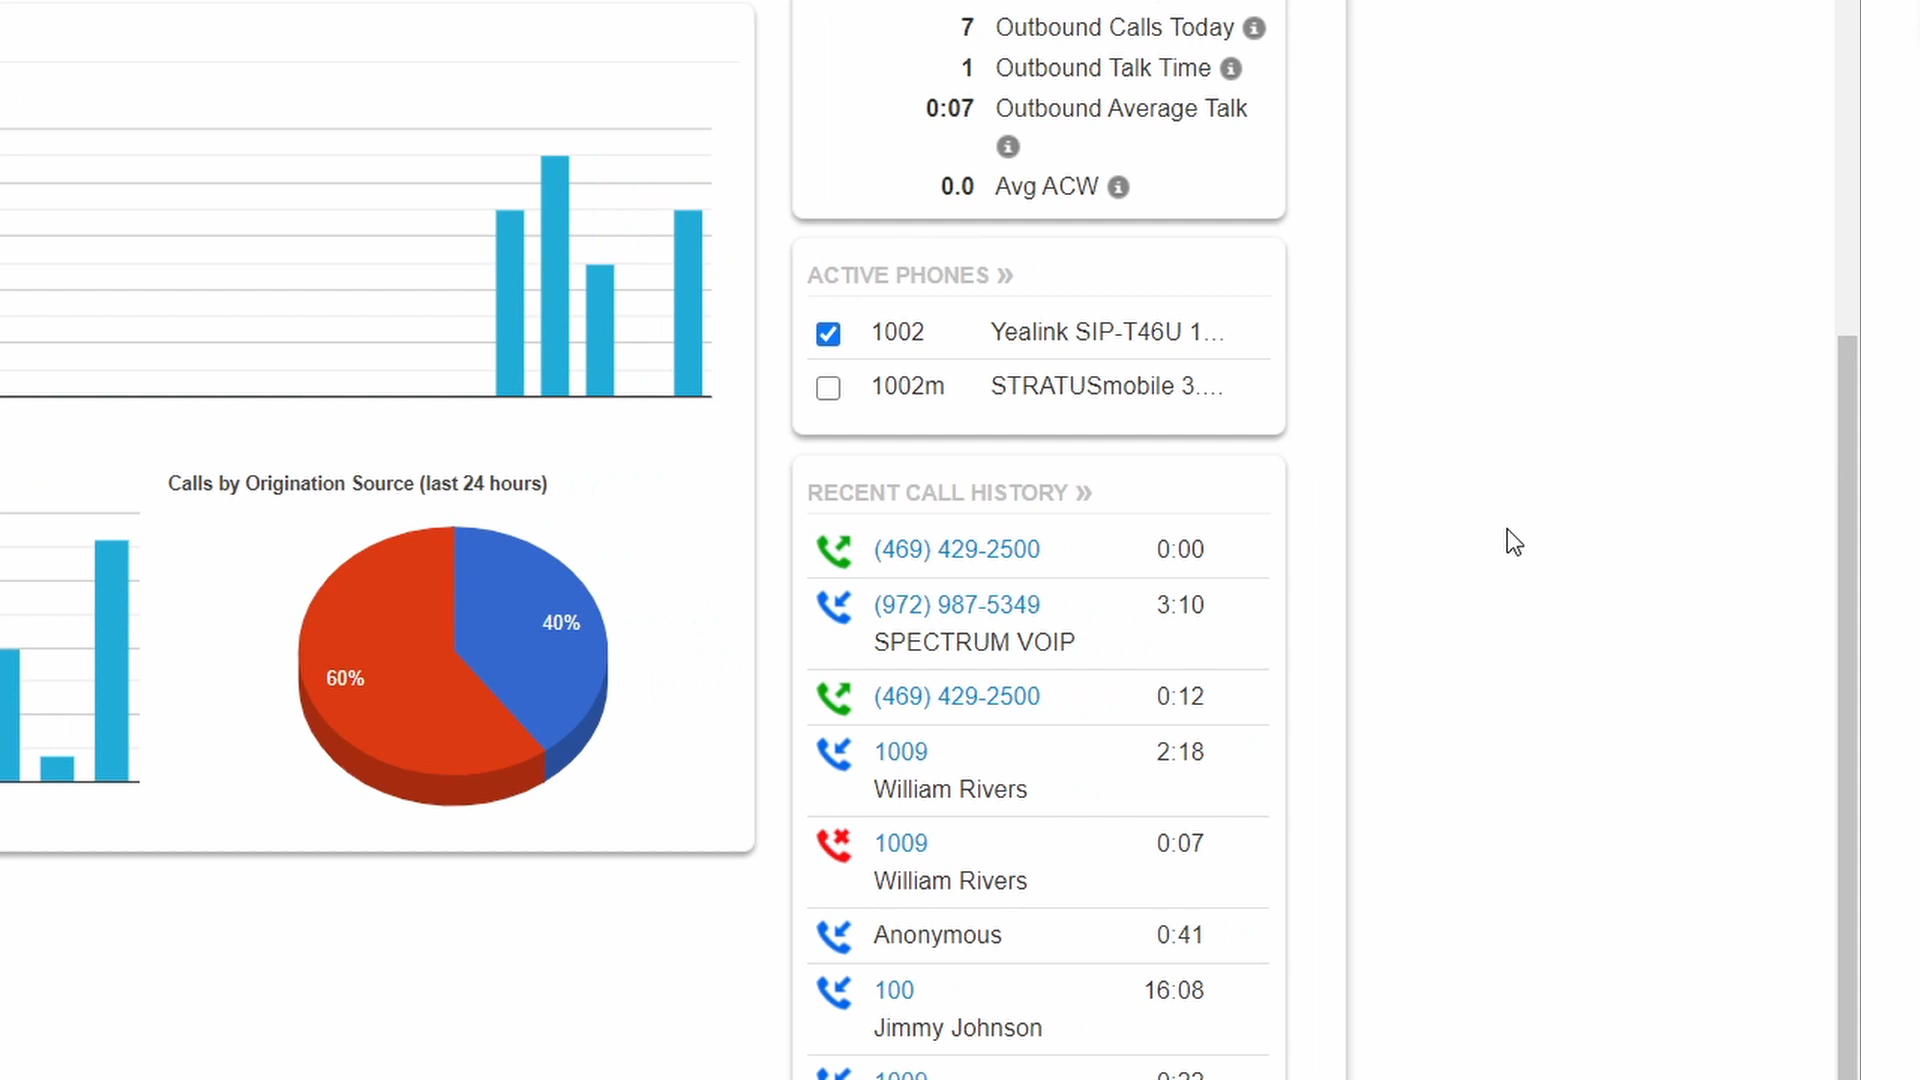 7 Outbound Calls Today
1 Outbound Talk Time
0:07 Outbound Average Talk
0.0 Avg ACW
ACTIVE PHONES »
1002 Yealink SIP-T46U 1...
1002m STRATUSmobile 3....
Calls by Origination Source (last 24 hours)
40%
60%
RECENT CALL HISTORY »
(469) 429-2500 0:00
(972) 987-5349 3:10
SPECTRUM VOIP
(469) 429-2500 0:12
1009 2:18
William Rivers
1009 0:07
William Rivers
Anonymous 0:41
100 16:08
Jimmy Johnson